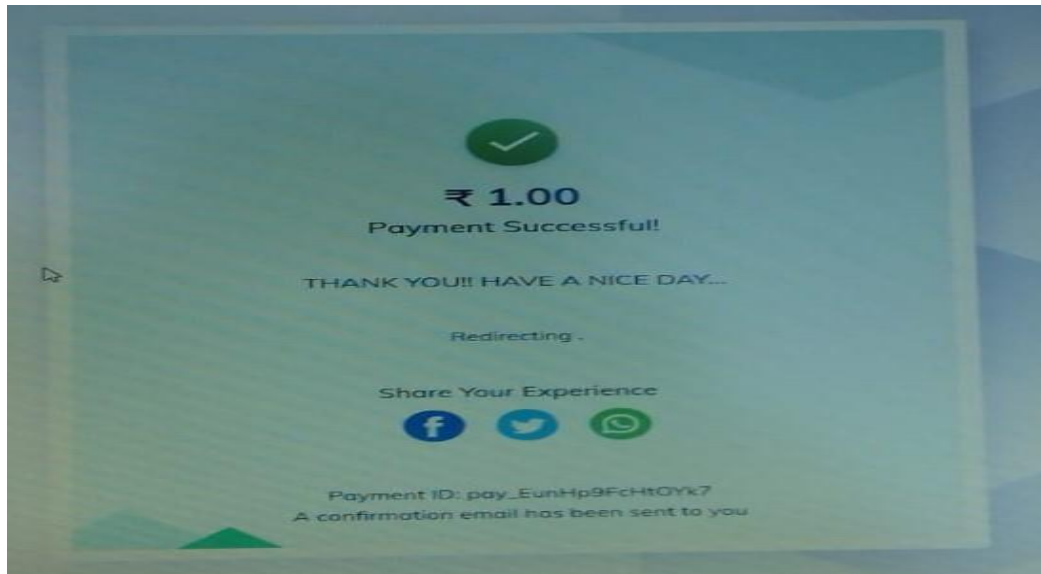 ₹ 1.00
Payment Successful!
THANK YOU!! HAVE A NICE DAY...
Redirecting .
Share Your Experience
Payment ID: pay_EunHp9FcHtOYk7
A confirmation email has been sent to you